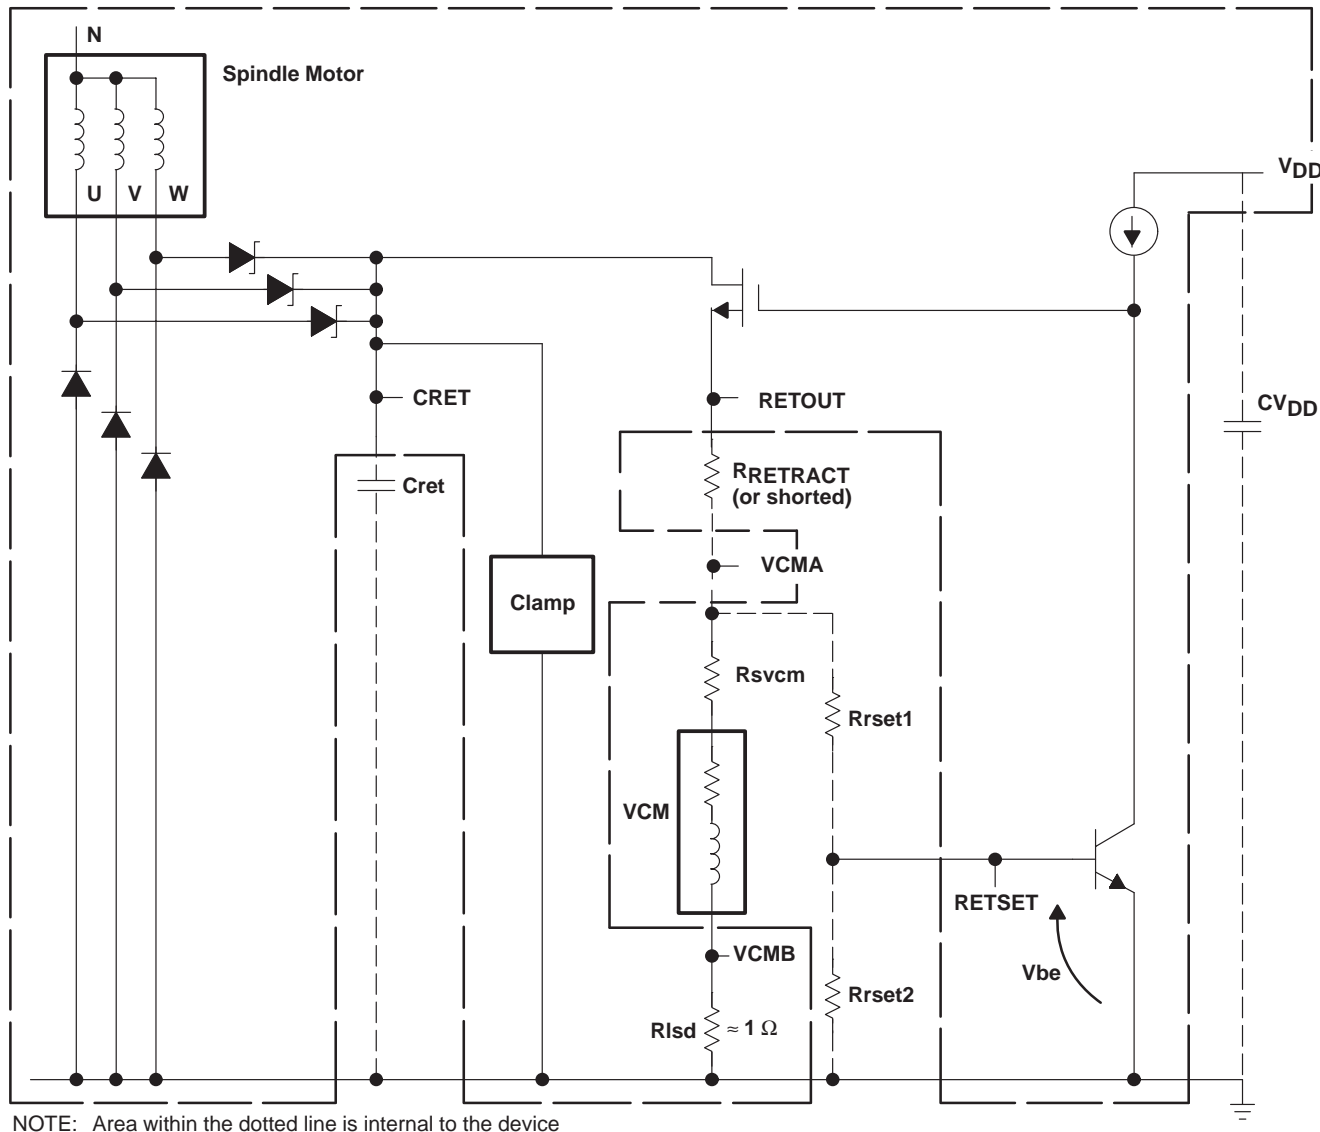 N
Spindle Motor
U V W
VDD
CRET
RETOUT
CVDD
Cret
RRETRACT
(or shorted)
VCMA
Clamp
Rsvcm
Rrset1
VCM
RETSET
VCMB
Vbe
Rrset2
Rlsd ≈ 1 Ω
NOTE: Area within the dotted line is internal to the device